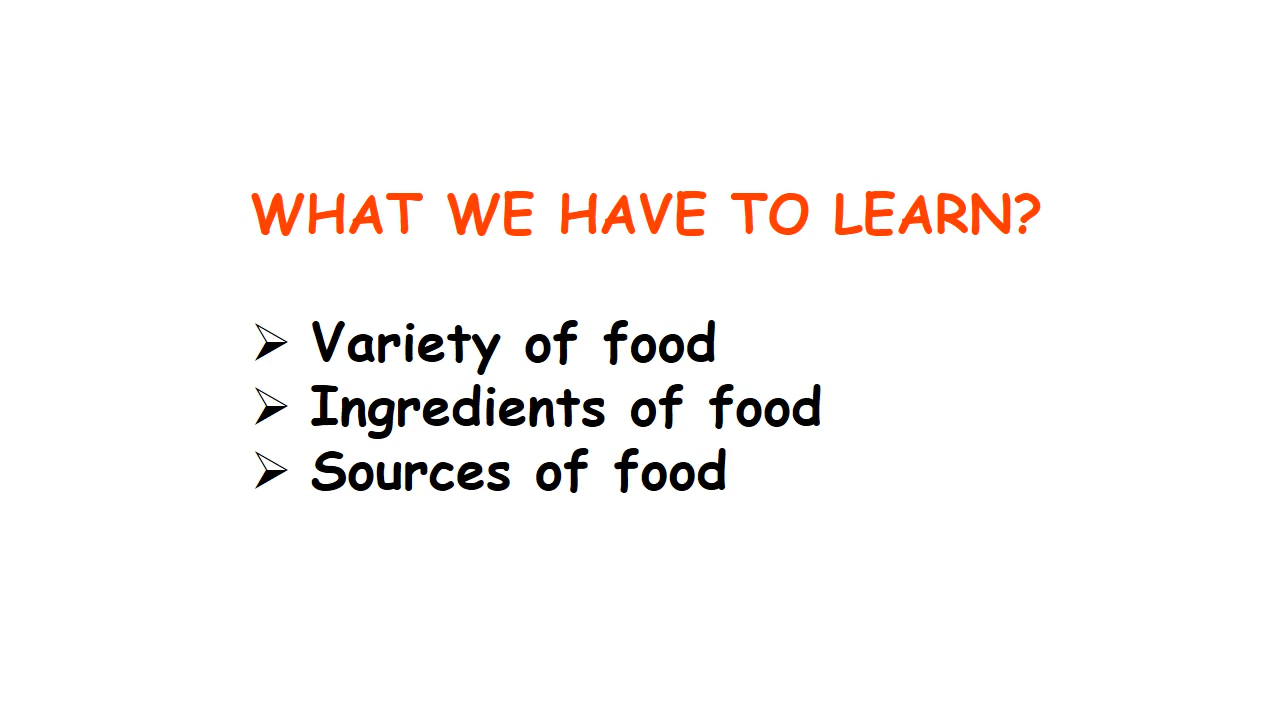 WHAT WE HAVE TO LEARN?
➢ Variety of food
➢ Ingredients of food
➢ Sources of food